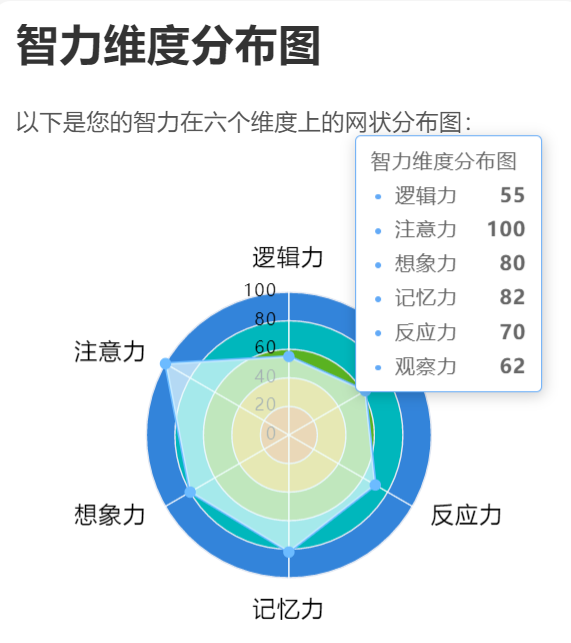 智力维度分布图
以下是您的智力在六个维度上的网状分布图：
智力维度分布图
逻辑力 55
注意力 100
想象力 80
记忆力 82
反应力 70
观察力 62
逻辑力
100
80
60
40
20
0
注意力
想象力
反应力
记忆力